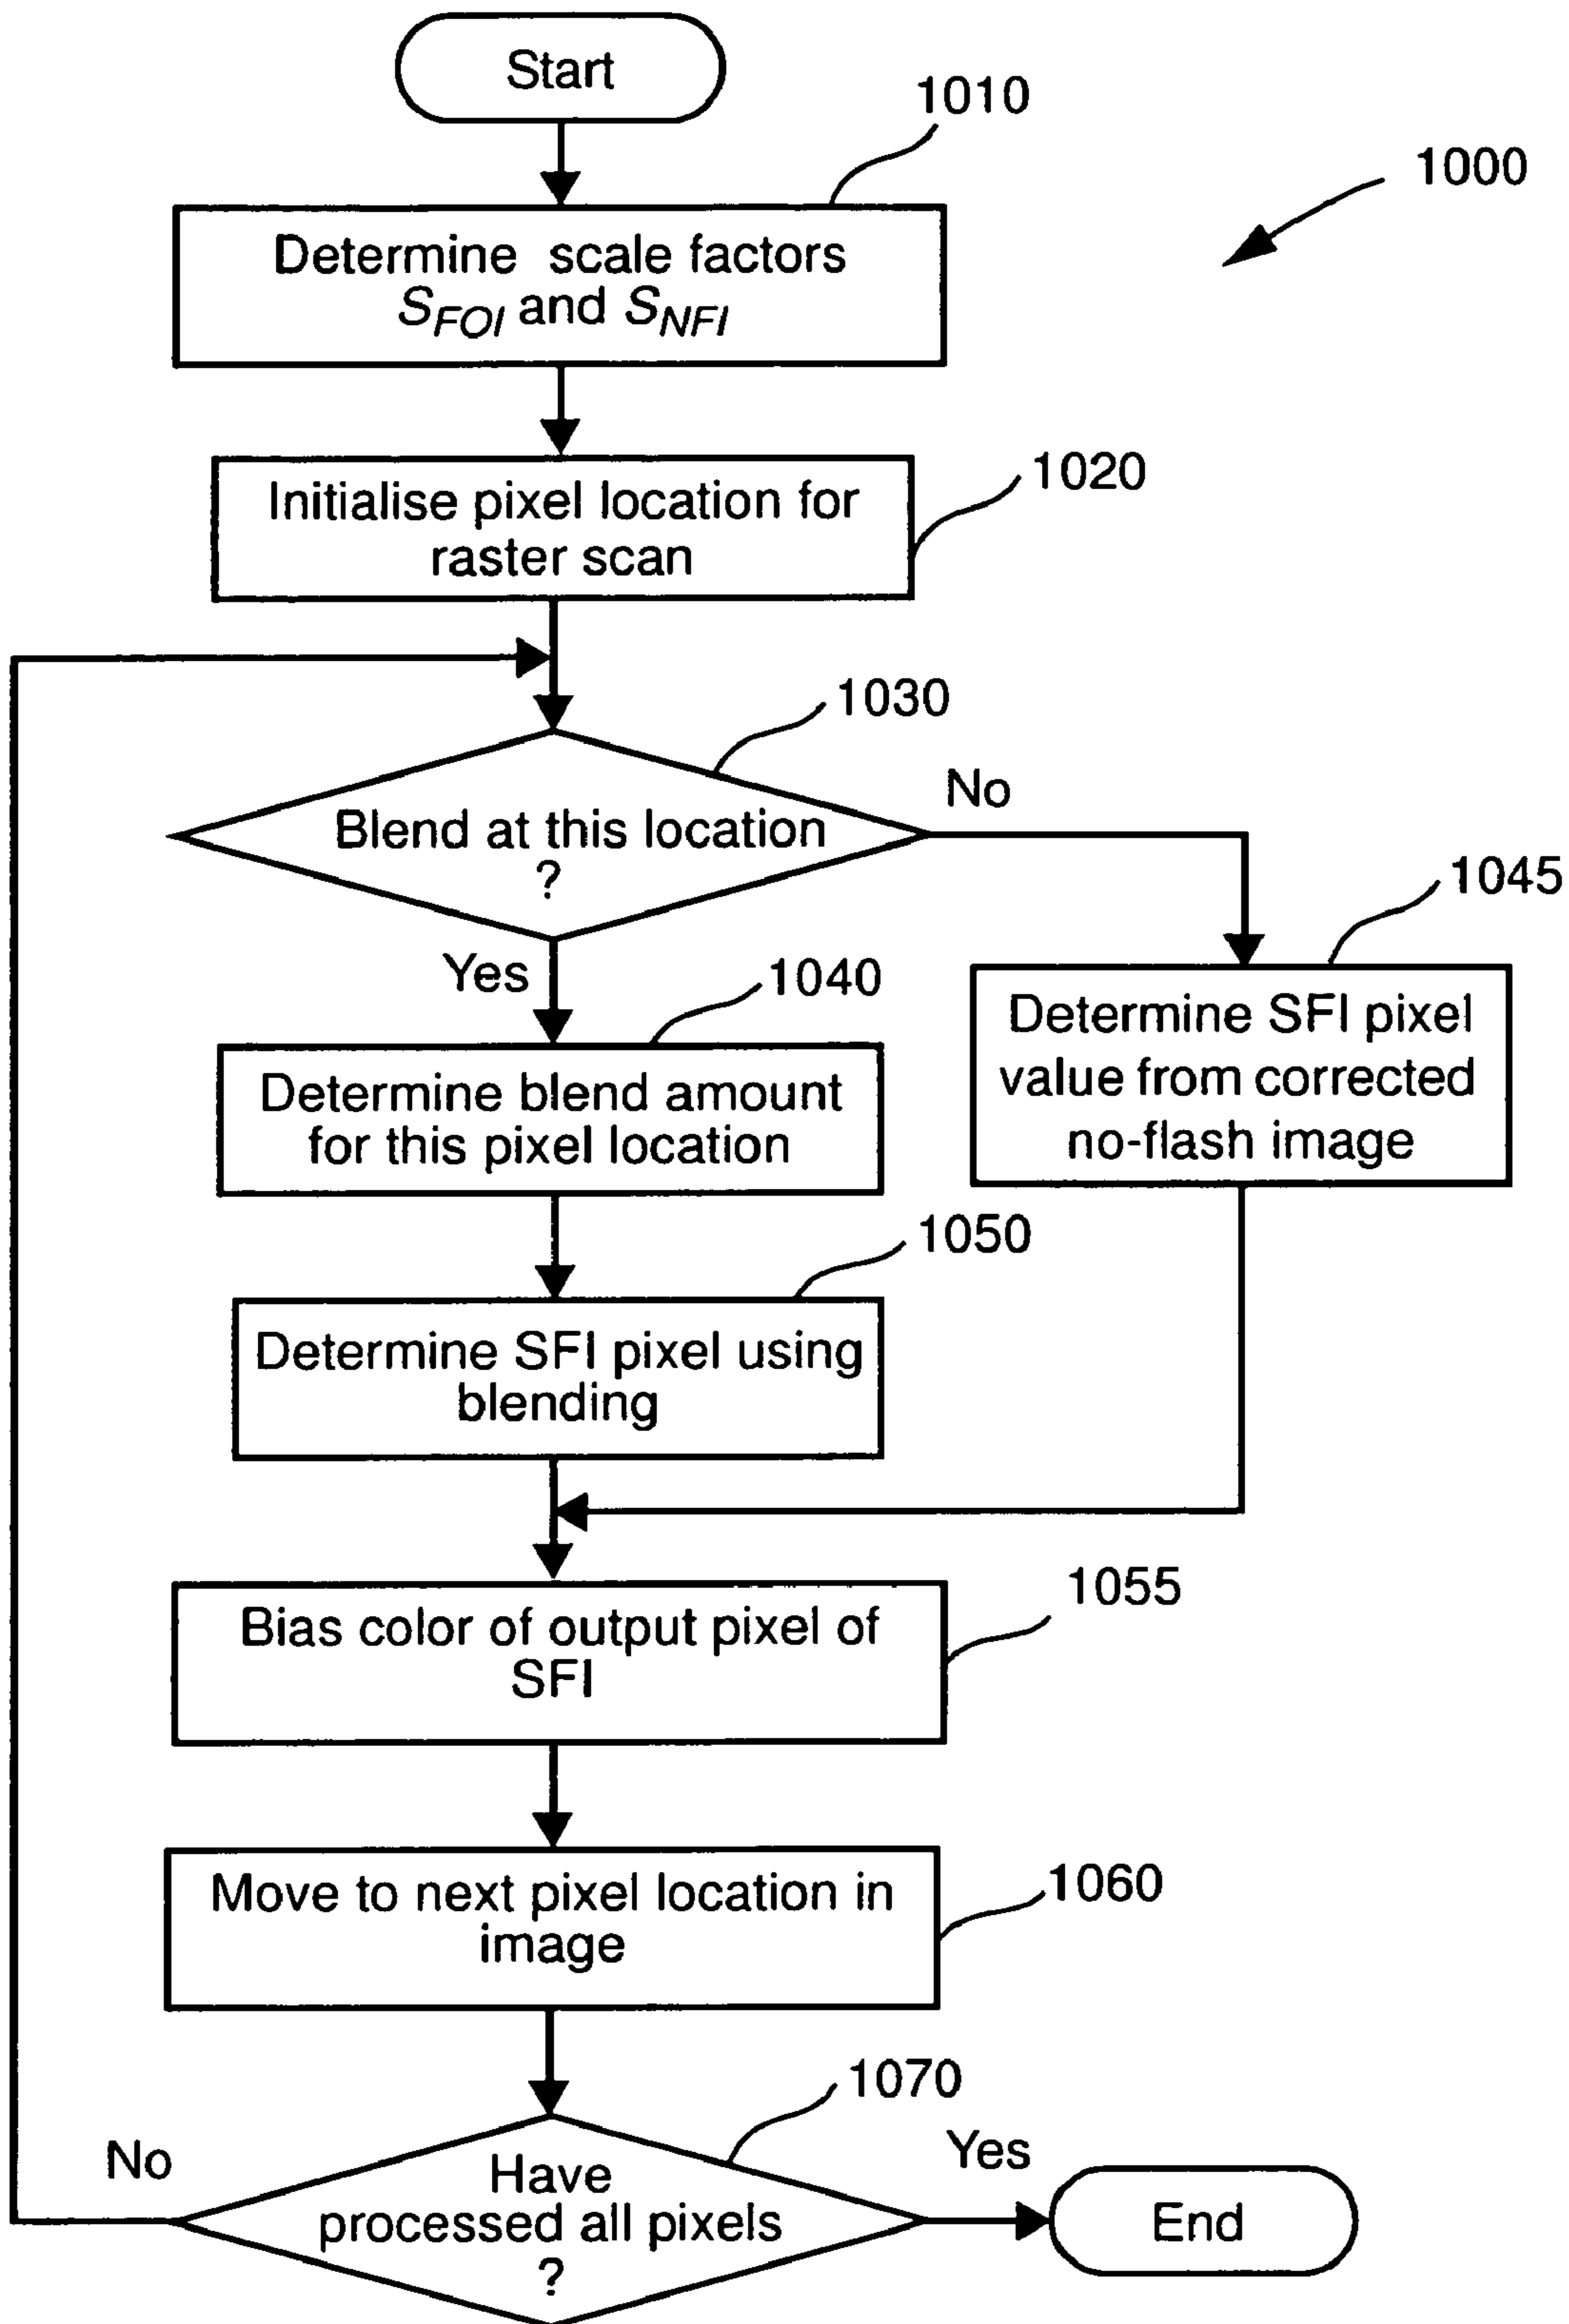 Start
1010
1000
Determine scale factors
S_FOI and S_NFI
1020
Initialise pixel location for
raster scan
1030
No
Blend at this location
?
1045
Yes
1040
Determine SFI pixel
value from corrected
no-flash image
Determine blend amount
for this pixel location
1050
Determine SFI pixel using
blending
1055
Bias color of output pixel of
SFI
1060
Move to next pixel location in
image
1070
No
Yes
Have
processed all pixels
?
End